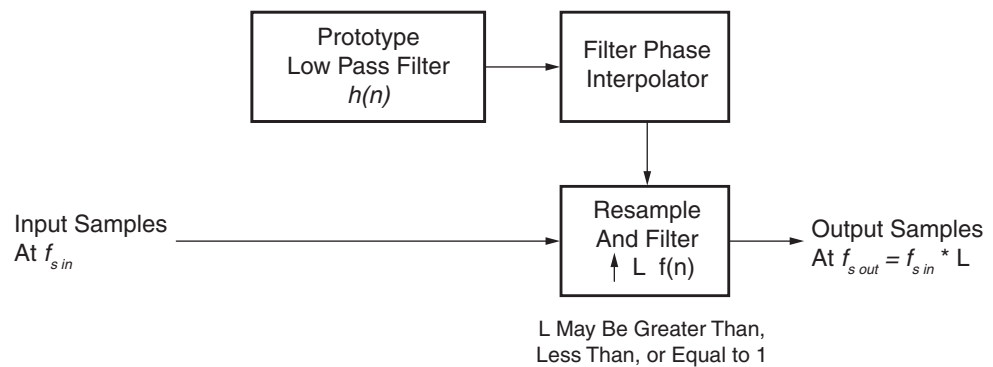 Prototype
Low Pass Filter
h(n)
Filter Phase
Interpolator
Input Samples
At f s in
Resample
And Filter
↑ L f(n)
Output Samples
At f s out = f s in * L
L May Be Greater Than,
Less Than, or Equal to 1